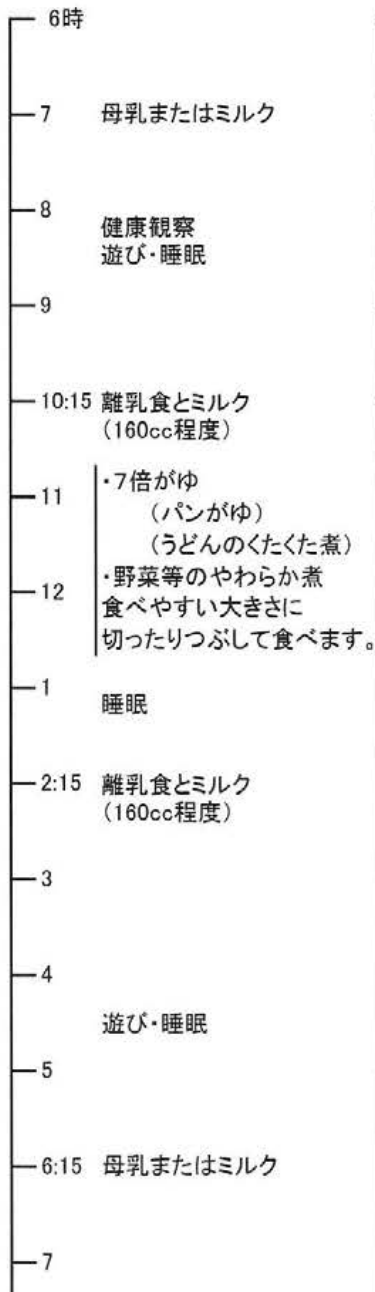 6時
7 母乳またはミルク
8
健康観察
遊び・睡眠
9
10:15 離乳食とミルク
(160cc程度)
・7倍がゆ
11
(パンがゆ)
(うどんのくたくた煮)
・野菜等のやわらか煮
12
食べやすい大きさに
切ったりつぶして食べます。
1
睡眠
2:15 離乳食とミルク
(160cc程度)
3
4
遊び・睡眠
5
6:15 母乳またはミルク
7